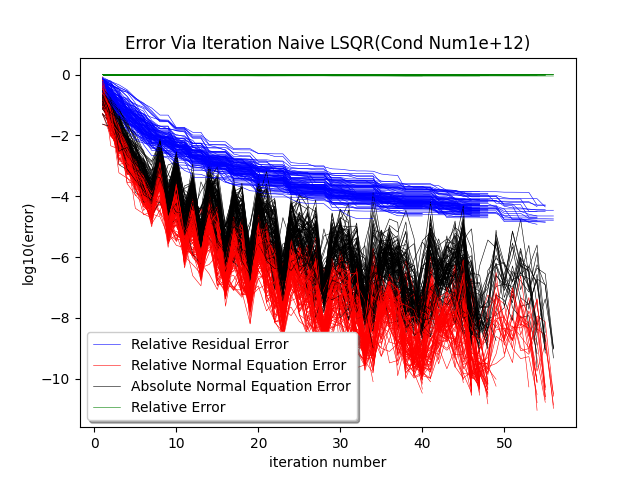 Error Via Iteration Naive LSQR(Cond Num1e+12)
log10(error)
0
−2
−4
−6
−8
−10
Relative Residual Error
Relative Normal Equation Error
Absolute Normal Equation Error
Relative Error
0 10 20 30 40 50
iteration number